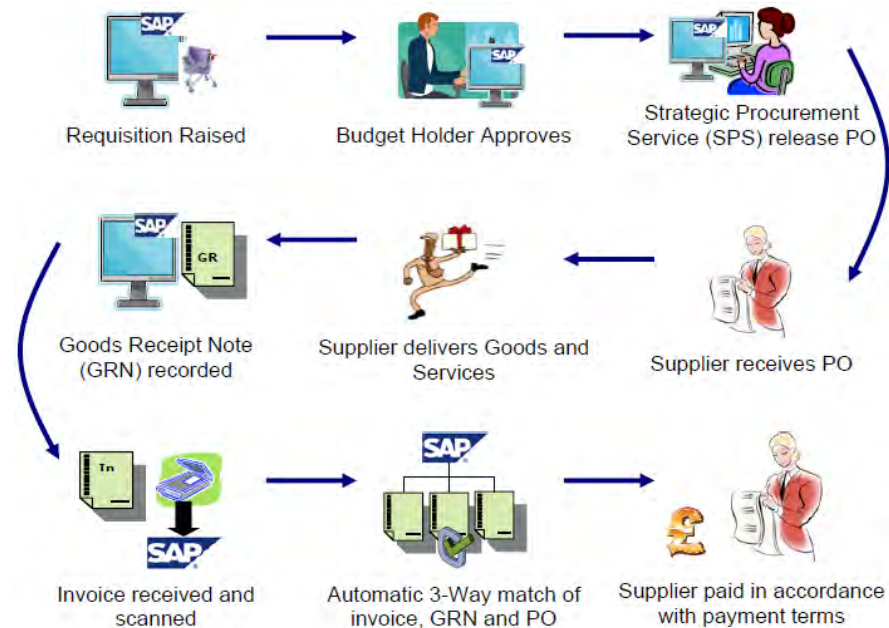 SAP
SAP
SAP
Requisition Raised
Budget Holder Approves
Strategic Procurement
Service (SPS) release PO
SAP
GR
Goods Receipt Note
(GRN) recorded
Supplier delivers Goods and
Services
Supplier receives PO
Tn
SAP
SAP
£
Invoice received and
scanned
Automatic 3-Way match of
invoice, GRN and PO
Supplier paid in accordance
with payment terms